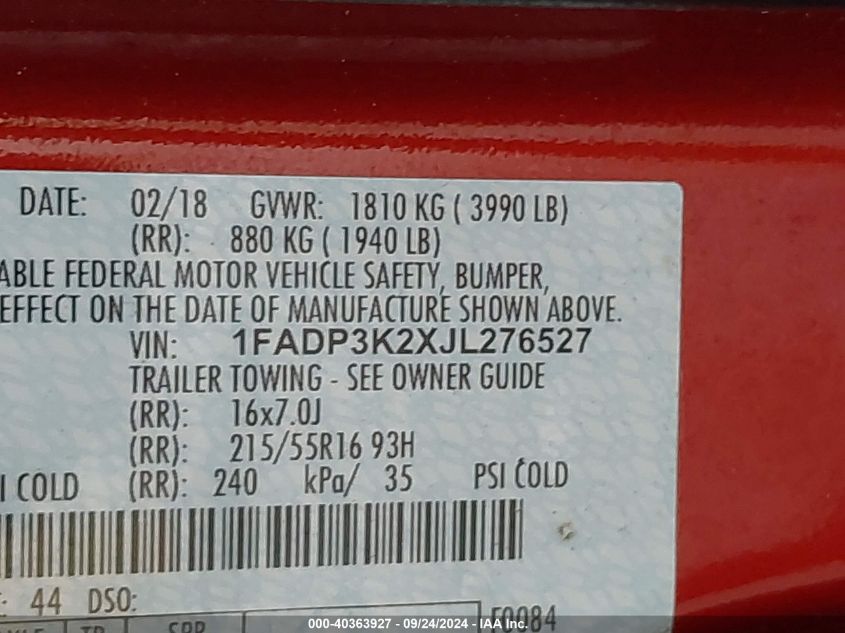 DATE: 02/18 GVWR: 1810 KG ( 3990 LB)
(RR): 880 KG ( 1940 LB)
ABLE FEDERAL MOTOR VEHICLE SAFETY, BUMPER,
EFFECT ON THE DATE OF MANUFACTURE SHOWN ABOVE.
VIN: 1FADP3K2XJL276527
TRAILER TOWING - SEE OWNER GUIDE
(RR): 16x7.0J
(RR): 215/55R16 93H
I COLD (RR): 240 kPa/ 35 PSI COLD
: 44 DSO:
TR SPR F0084
000-40363927 - 09/24/2024 - IAA Inc.